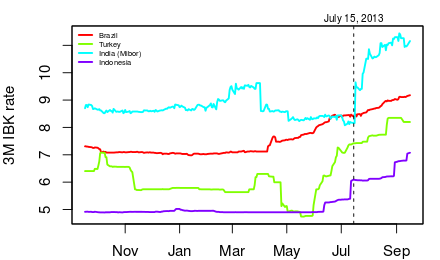 July 15, 2013
Brazil
Turkey
India (Mibor)
Indonesia
3M IBK rate
10
9
8
7
6
5
Nov Jan Mar May Jul Sep